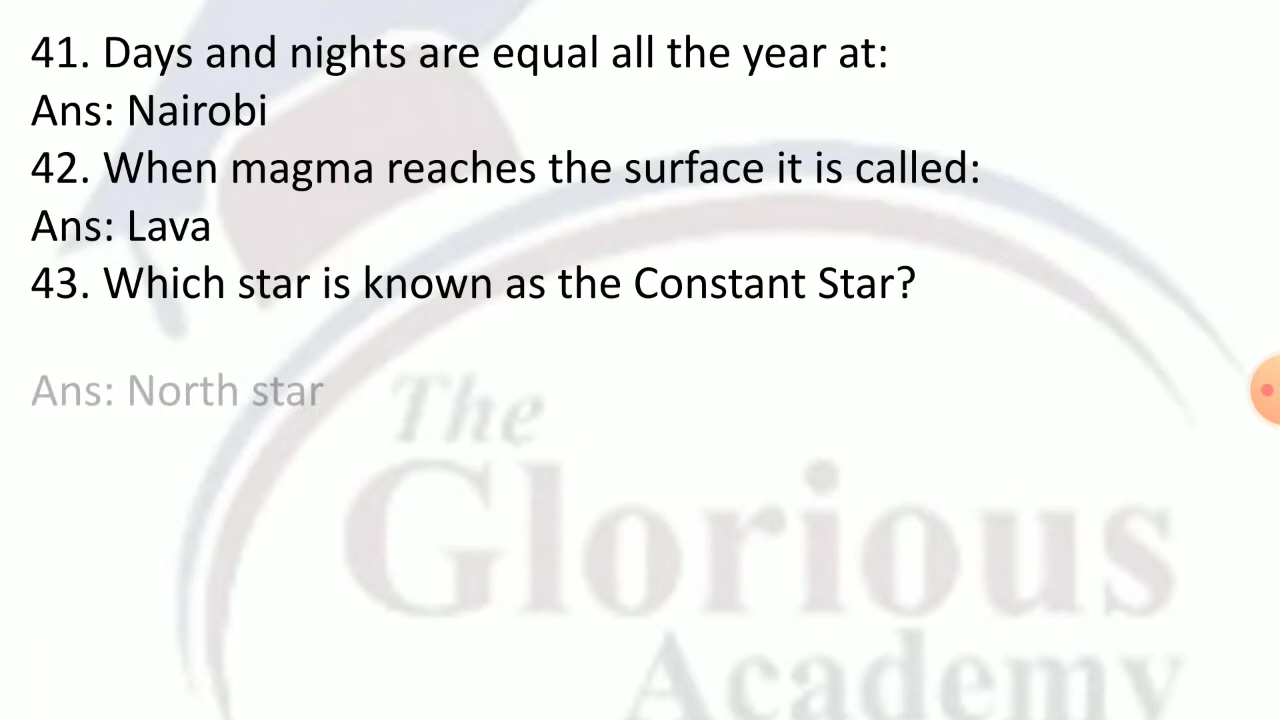 41. Days and nights are equal all the year at:
Ans: Nairobi
42. When magma reaches the surface it is called:
Ans: Lava
43. Which star is known as the Constant Star?
Ans: North star
The
Glorious
Academy